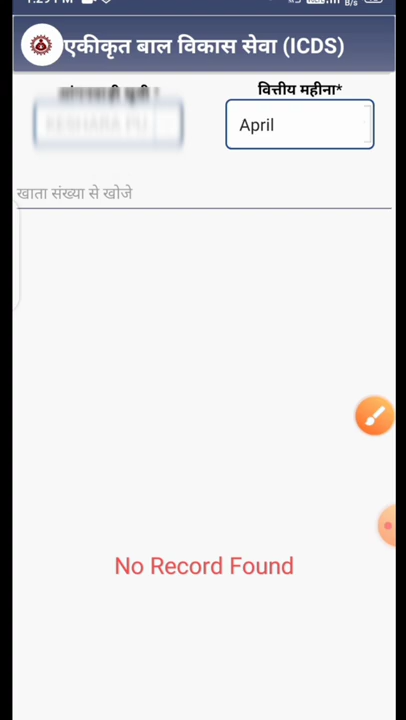 एकीकृत बाल विकास सेवा (ICDS)
वित्तीय महीना*
April
खाता संख्या से खोजे
No Record Found